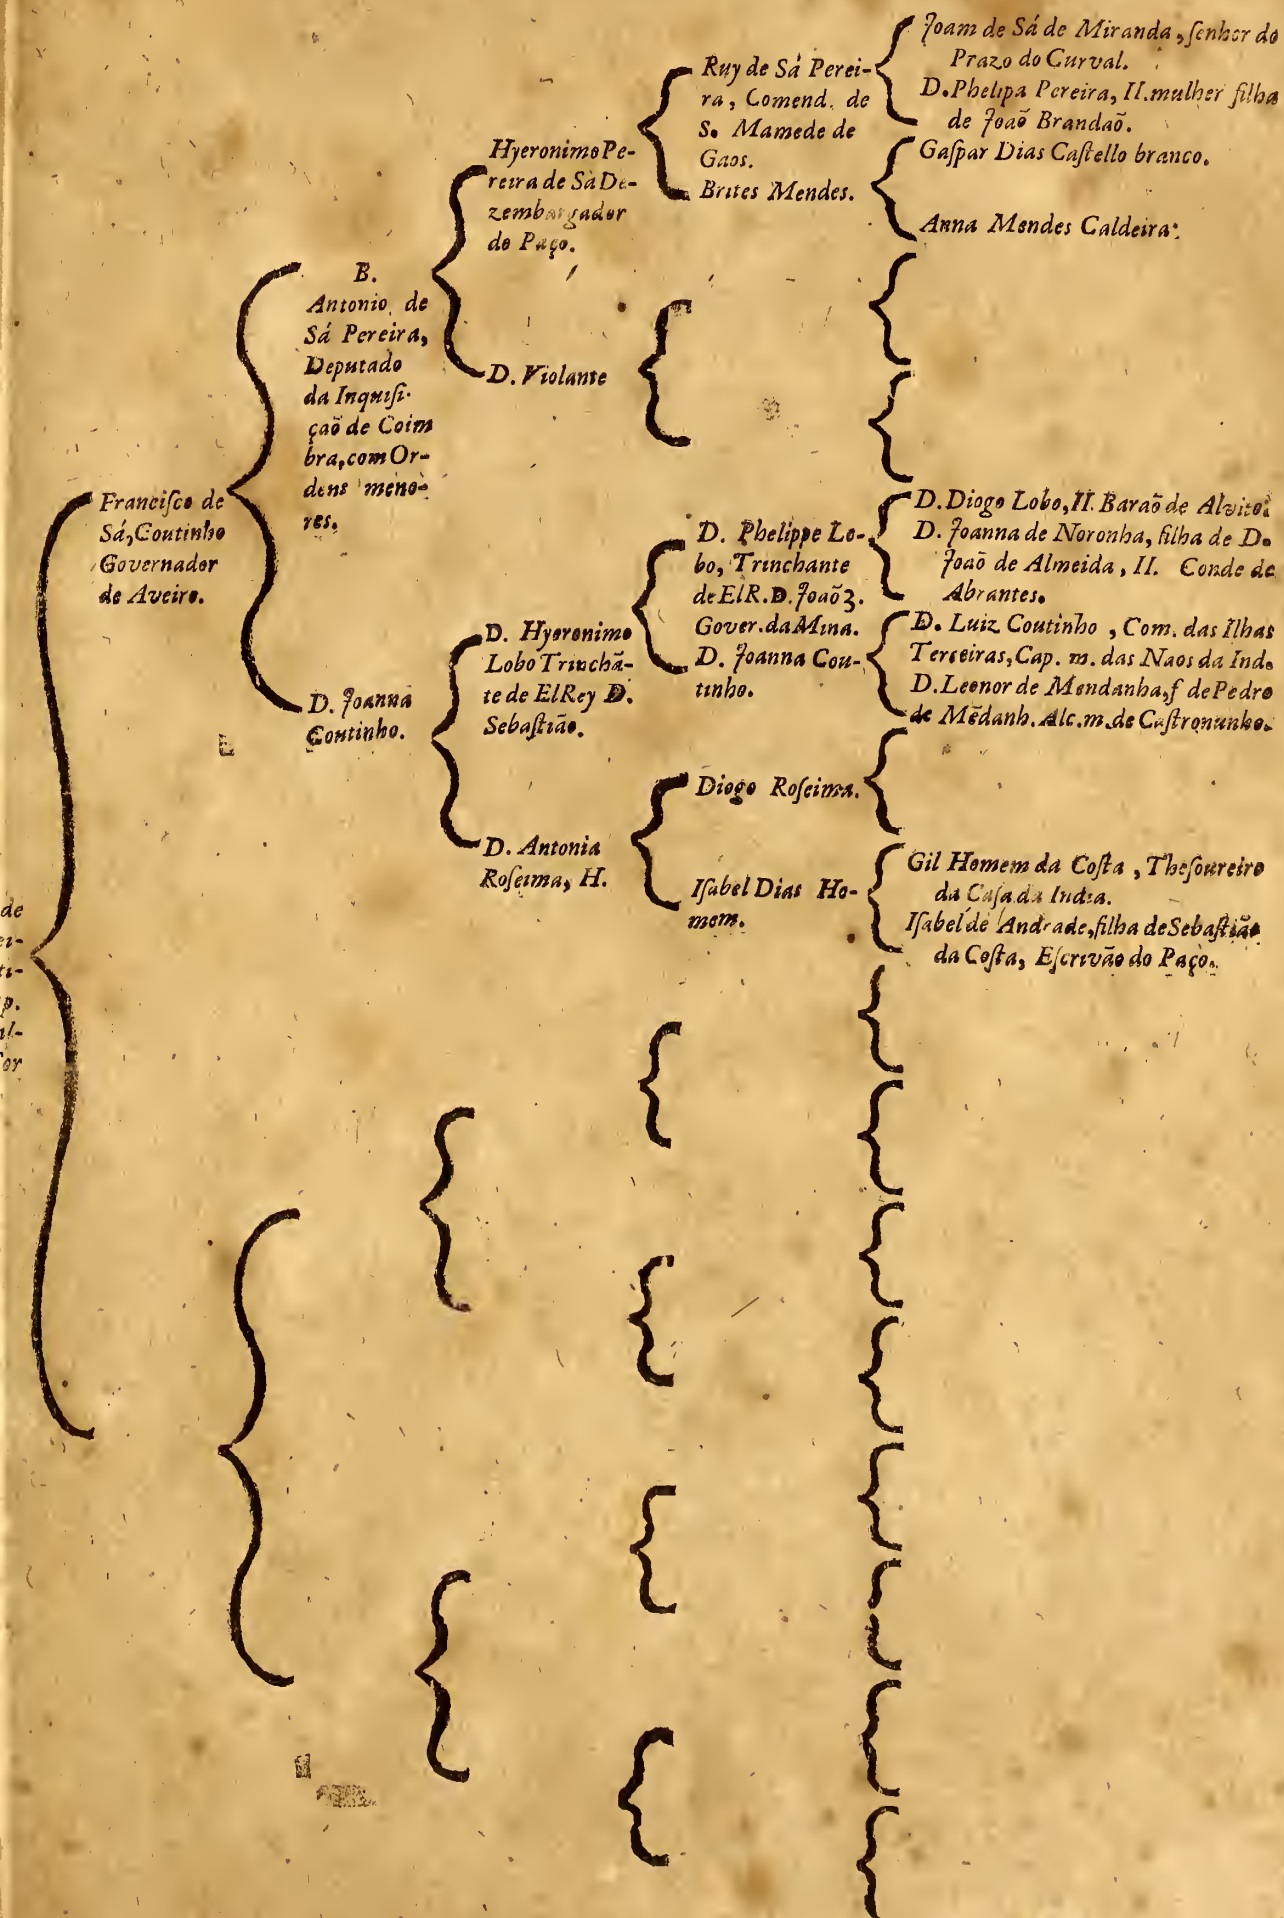 de
ei-
ti-
p.
al-
or
Franciſco de
Sá, Coutinho
Governador
de Aveiro.
B.
Antonio de
Sá Pereira,
Deputado
da Inquiſi-
çaõ de Coim
bra, com Or-
dens meno-
res.
D. Joanna
Coutinho.
Hyeronimo Pe-
reira de Sá De-
zembargador
do Paço.
D. Violante
D. Hyeronimo
Lobo Trinchã-
te de ElRey D.
Sebaſtião.
D. Antonia
Roſeima, H.
Ruy de Sá Perei-
ra, Comend. de
S. Mamede de
Gaos.
Brites Mendes.
D. Phelippe Lo-
bo, Trinchante
de ElR. D. Joaõ 3.
Gover. da Mina.
D. Joanna Cou-
tinho.
Diogo Roſeima.
Iſabel Dias Ho-
mem.
Joam de Sá de Miranda, ſenhor do
Prazo do Curval.
D. Phelipa Pereira, II. mulher filha
de Joaõ Brandaõ.
Gaſpar Dias Caſtello branco.
Anna Mendes Caldeira.
D. Diogo Lobo, II. Baraõ de Alvito.
D. Joanna de Noronha, filha de D.
Joaõ de Almeida, II. Conde de
Abrantes.
D. Luiz Coutinho, Com. das Ilhas
Terceiras, Cap. m. das Naos da Ind.
D. Leonor de Mendanha, f de Pedro
de Mẽdanh. Alc. m. de Caſtronunho.
Gil Homem da Coſta, Theſoureiro
da Caſa da India.
Iſabel de Andrade, filha de Sebaſtião
da Coſta, Eſcrivão do Paço.